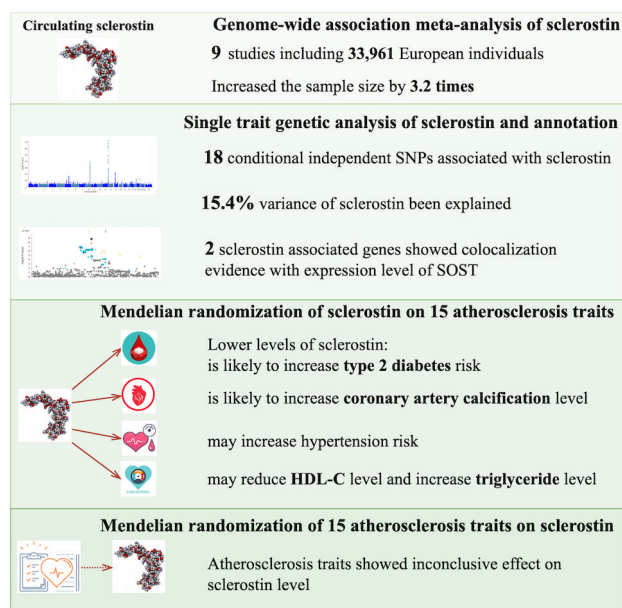 Circulating sclerostin
Genome-wide association meta-analysis of sclerostin
9 studies including 33,961 European individuals
Increased the sample size by 3.2 times
Single trait genetic analysis of sclerostin and annotation
18 conditional independent SNPs associated with sclerostin
15.4% variance of sclerostin been explained
2 sclerostin associated genes showed colocalization
evidence with expression level of SOST
Mendelian randomization of sclerostin on 15 atherosclerosis traits
Lower levels of sclerostin:
is likely to increase type 2 diabetes risk
is likely to increase coronary artery calcification level
may increase hypertension risk
may reduce HDL-C level and increase triglyceride level
Mendelian randomization of 15 atherosclerosis traits on sclerostin
Atherosclerosis traits showed inconclusive effect on
sclerostin level